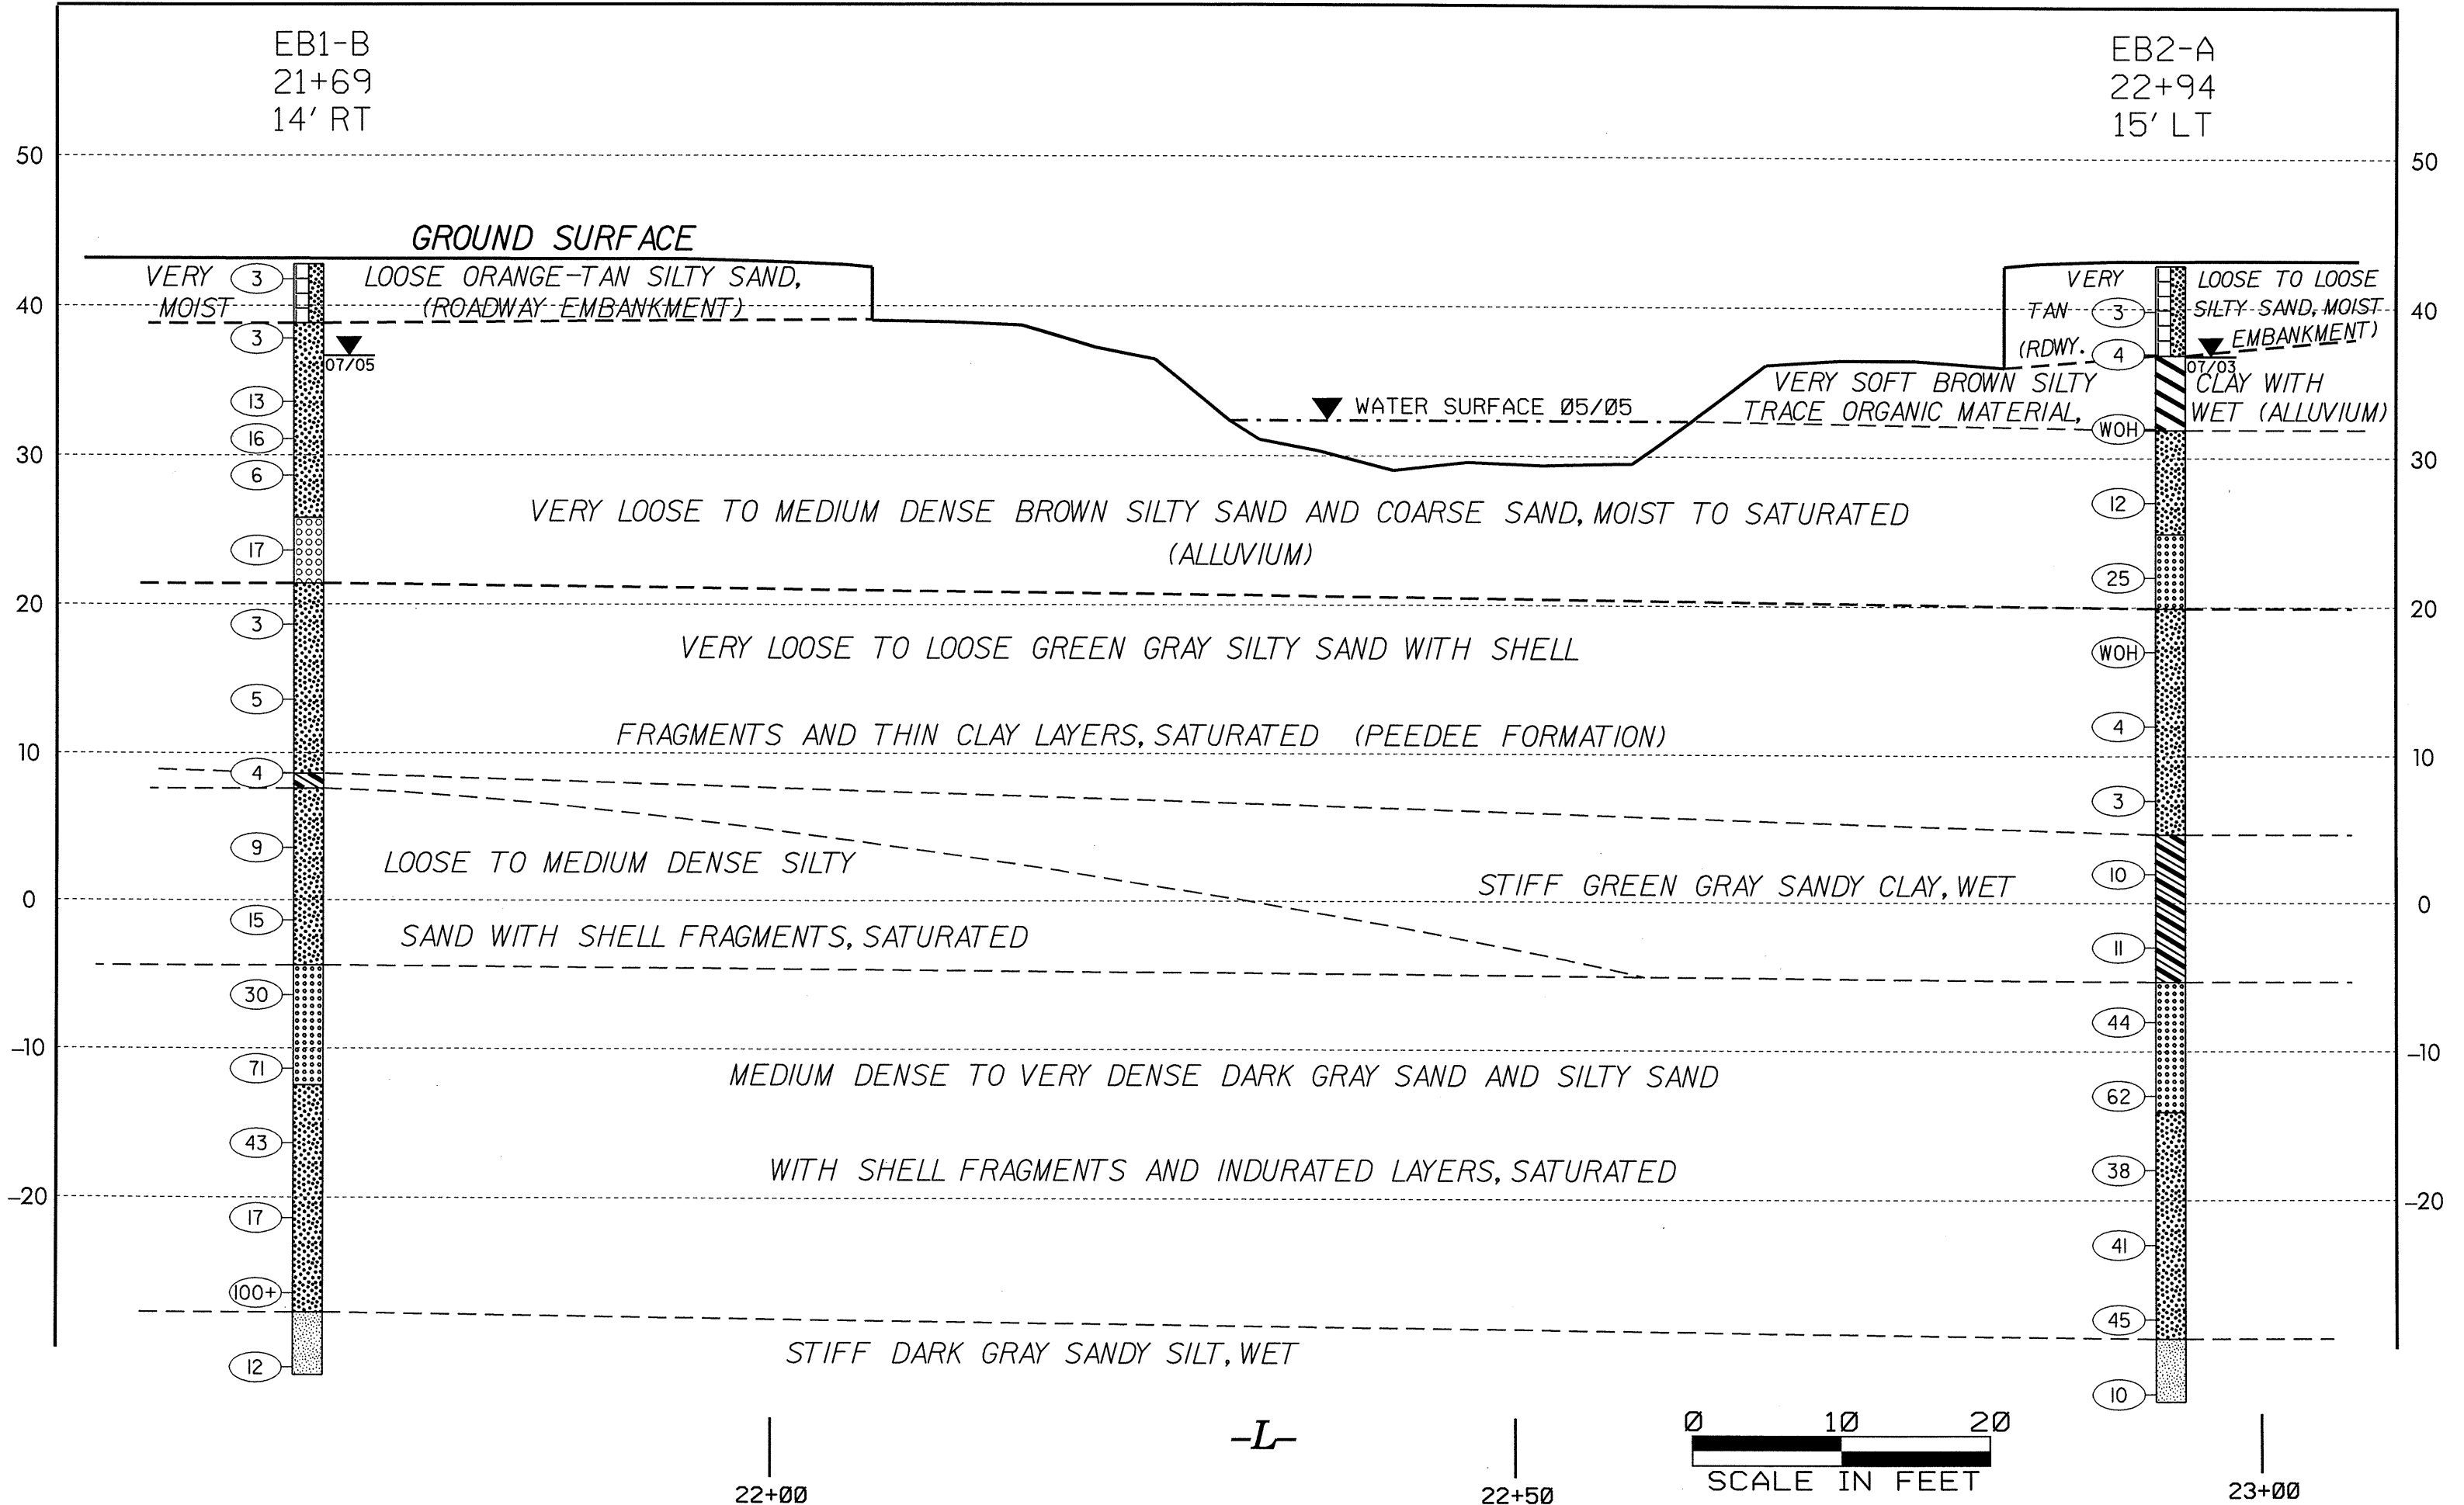 EB1-B
21+69
14' RT
EB2-A
22+94
15' LT
50
50
GROUND SURFACE
VERY 3 LOOSE ORANGE-TAN SILTY SAND,
MOIST (ROADWAY EMBANKMENT)
VERY LOOSE TO LOOSE
TAN 3 SILTY SAND, MOIST
(RDWY. 4 EMBANKMENT)
40
40
3
07/05
07/03
VERY SOFT BROWN SILTY CLAY WITH
TRACE ORGANIC MATERIAL, WET (ALLUVIUM)
WATER SURFACE Ø5/Ø5
13
16
WOH
30
30
6
12
VERY LOOSE TO MEDIUM DENSE BROWN SILTY SAND AND COARSE SAND, MOIST TO SATURATED
(ALLUVIUM)
17
25
20
20
3
WOH
VERY LOOSE TO LOOSE GREEN GRAY SILTY SAND WITH SHELL
5
4
FRAGMENTS AND THIN CLAY LAYERS, SATURATED (PEEDEE FORMATION)
10
10
4
3
9
10
LOOSE TO MEDIUM DENSE SILTY
STIFF GREEN GRAY SANDY CLAY, WET
0
0
15
11
SAND WITH SHELL FRAGMENTS, SATURATED
30
44
-10
-10
71
62
MEDIUM DENSE TO VERY DENSE DARK GRAY SAND AND SILTY SAND
43
38
WITH SHELL FRAGMENTS AND INDURATED LAYERS, SATURATED
-20
-20
17
41
100+
45
STIFF DARK GRAY SANDY SILT, WET
12
10
-L-
Ø 1Ø 2Ø
SCALE IN FEET
22+ØØ
22+5Ø
23+ØØ